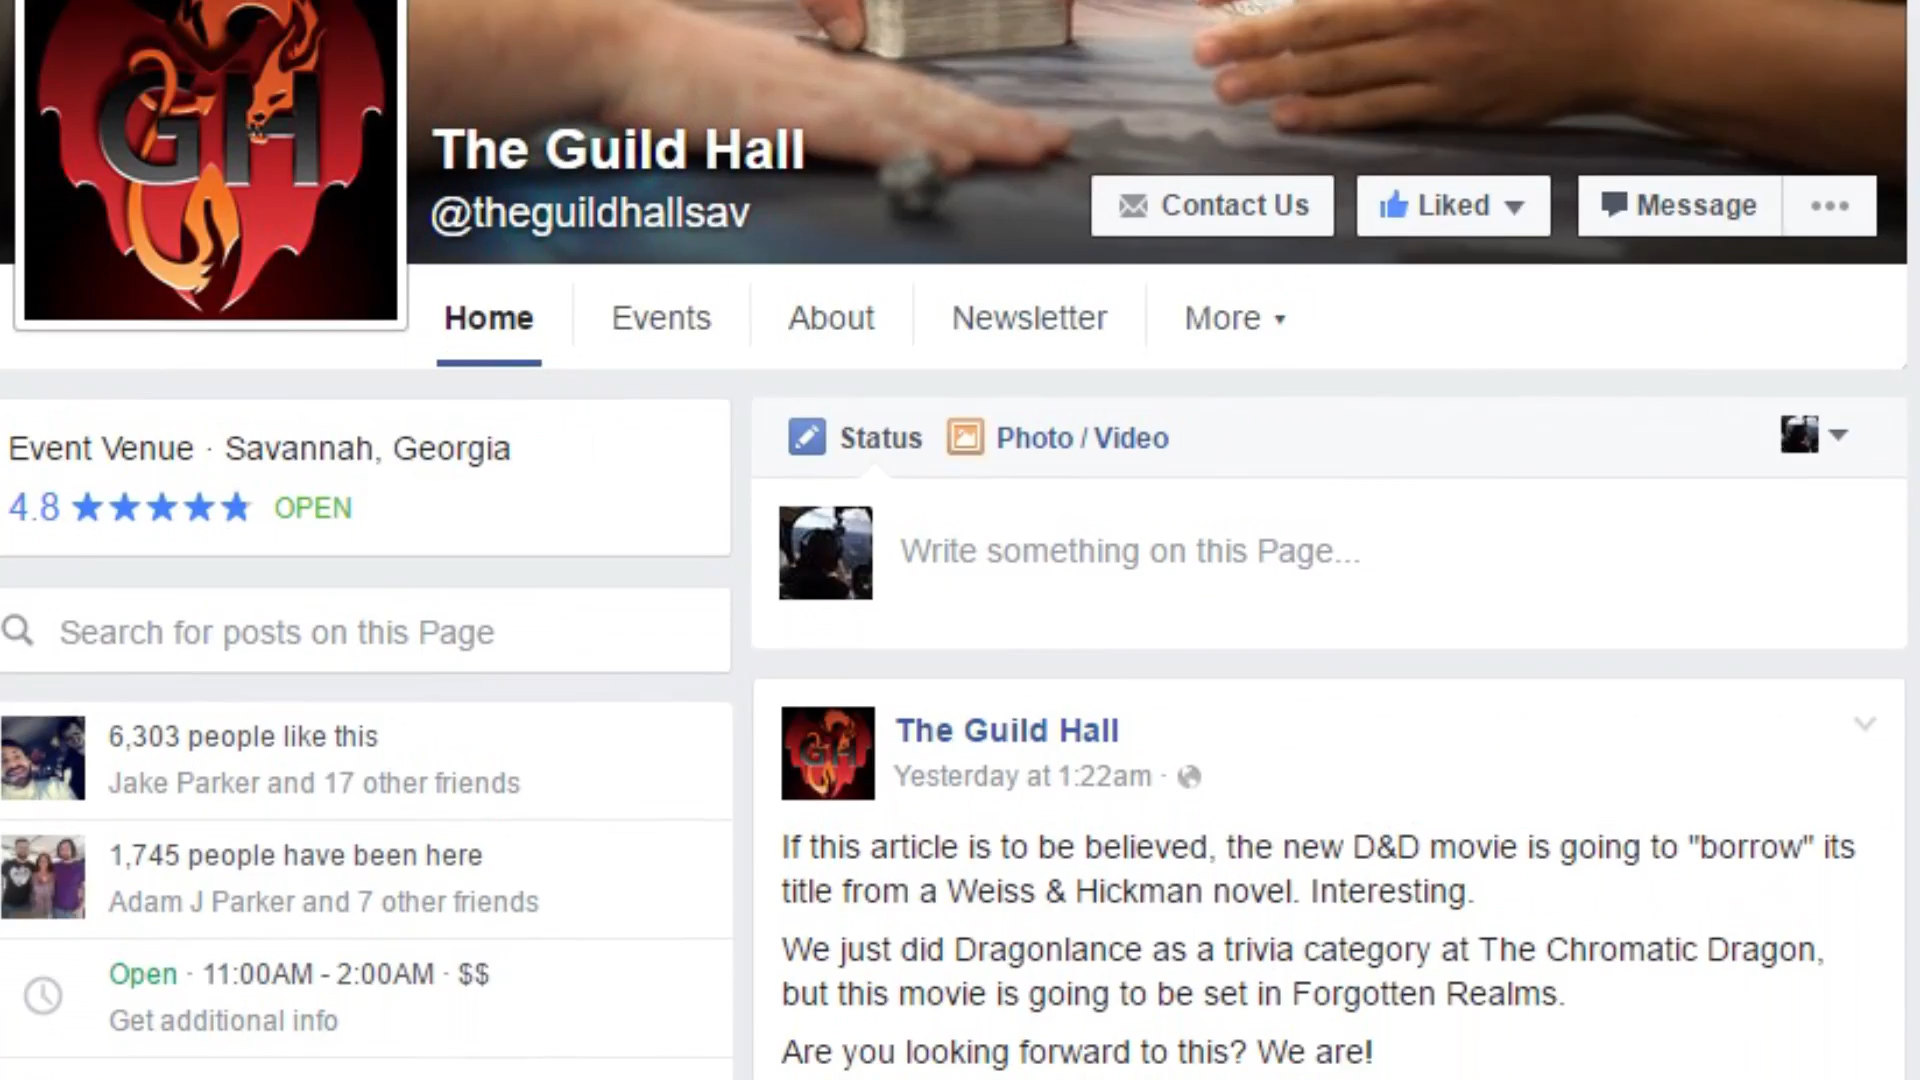 GH
The Guild Hall
@theguildhallsav
Contact Us
Liked
Message
Home
Events
About
Newsletter
More
Event Venue · Savannah, Georgia
4.8 OPEN
Search for posts on this Page
6,303 people like this
Jake Parker and 17 other friends
1,745 people have been here
Adam J Parker and 7 other friends
Open · 11:00AM - 2:00AM · $$
Get additional info
Status
Photo / Video
Write something on this Page...
GH
The Guild Hall
Yesterday at 1:22am ·
If this article is to be believed, the new D&D movie is going to "borrow" its
title from a Weiss & Hickman novel. Interesting.
We just did Dragonlance as a trivia category at The Chromatic Dragon,
but this movie is going to be set in Forgotten Realms.
Are you looking forward to this? We are!